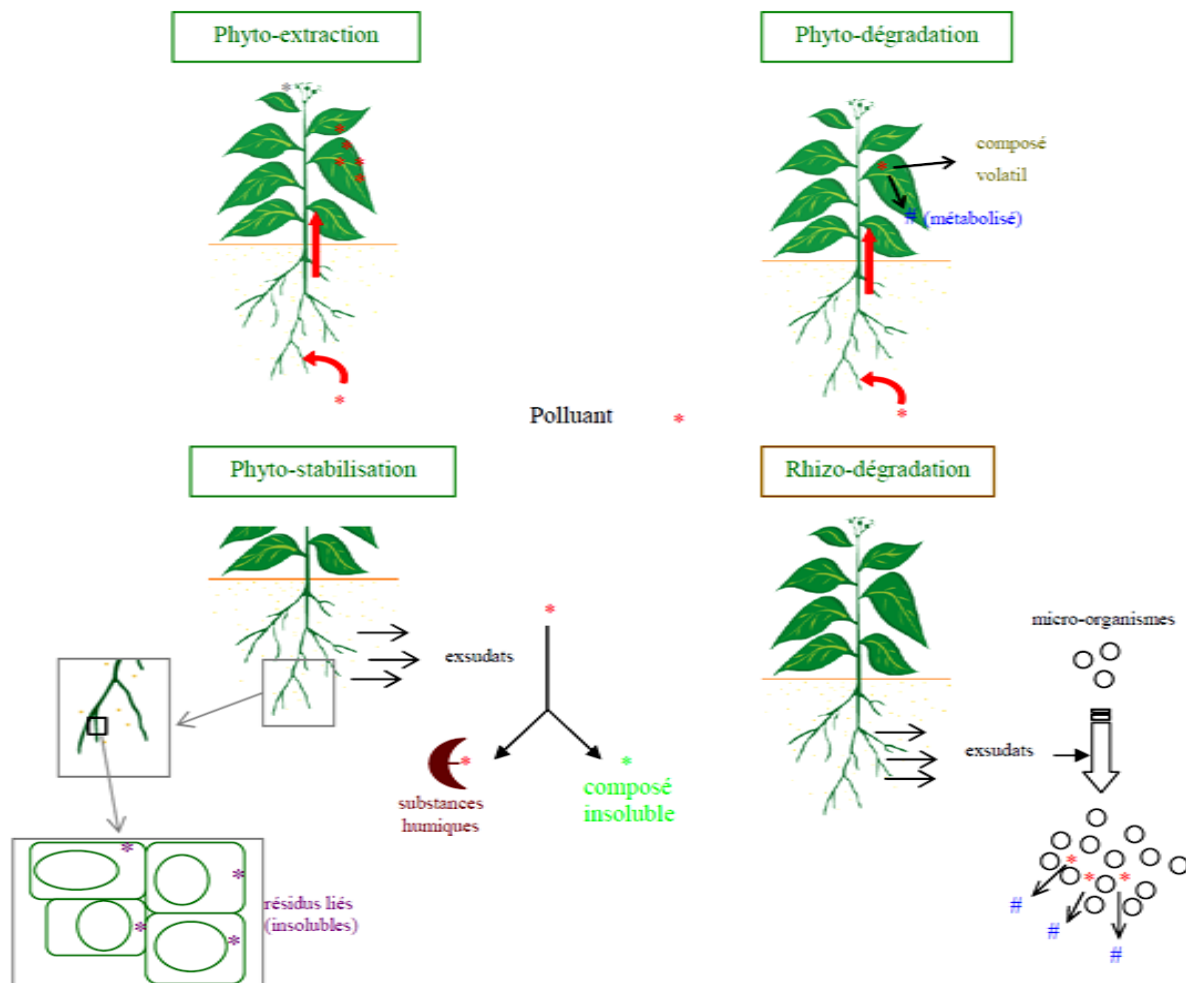 Phyto-extraction
Phyto-dégradation
composé
volatil
# (métabolisé)
Polluant *
Phyto-stabilisation
Rhizo-dégradation
micro-organismes
exsudats
exsudats
substances
humiques
composé
insoluble
résidus liés
(insolubles)
#
#
#